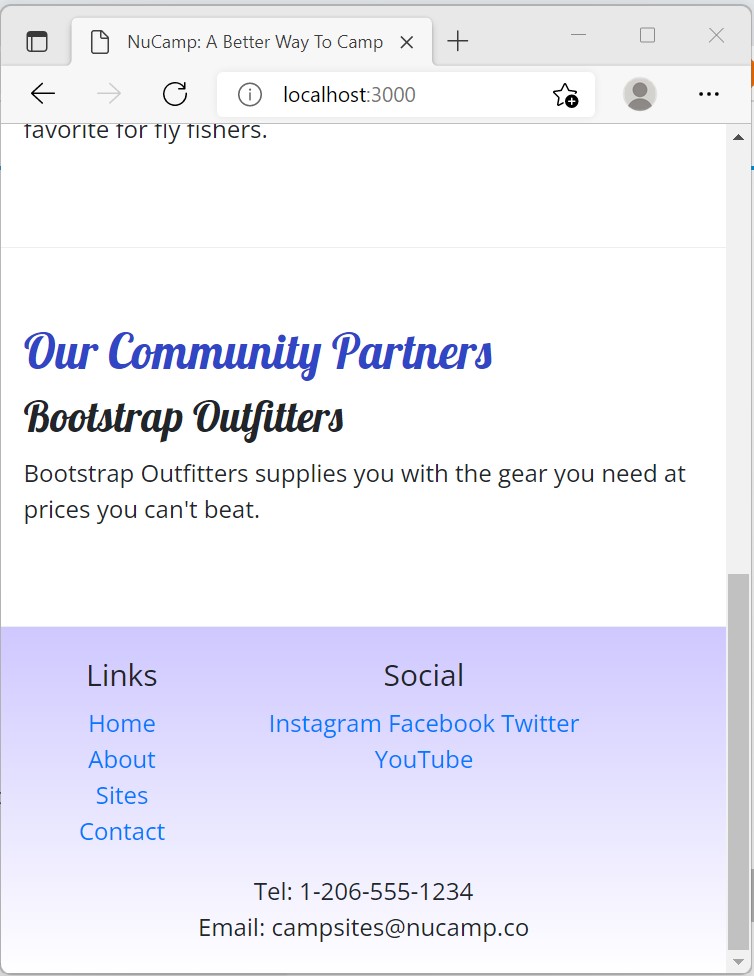 NuCamp: A Better Way To Camp
localhost:3000
favorite for fly fishers.
Our Community Partners
Bootstrap Outfitters
Bootstrap Outfitters supplies you with the gear you need at
prices you can't beat.
Links
Home
About
Sites
Contact
Social
Instagram Facebook Twitter
YouTube
Tel: 1-206-555-1234
Email: campsites@nucamp.co